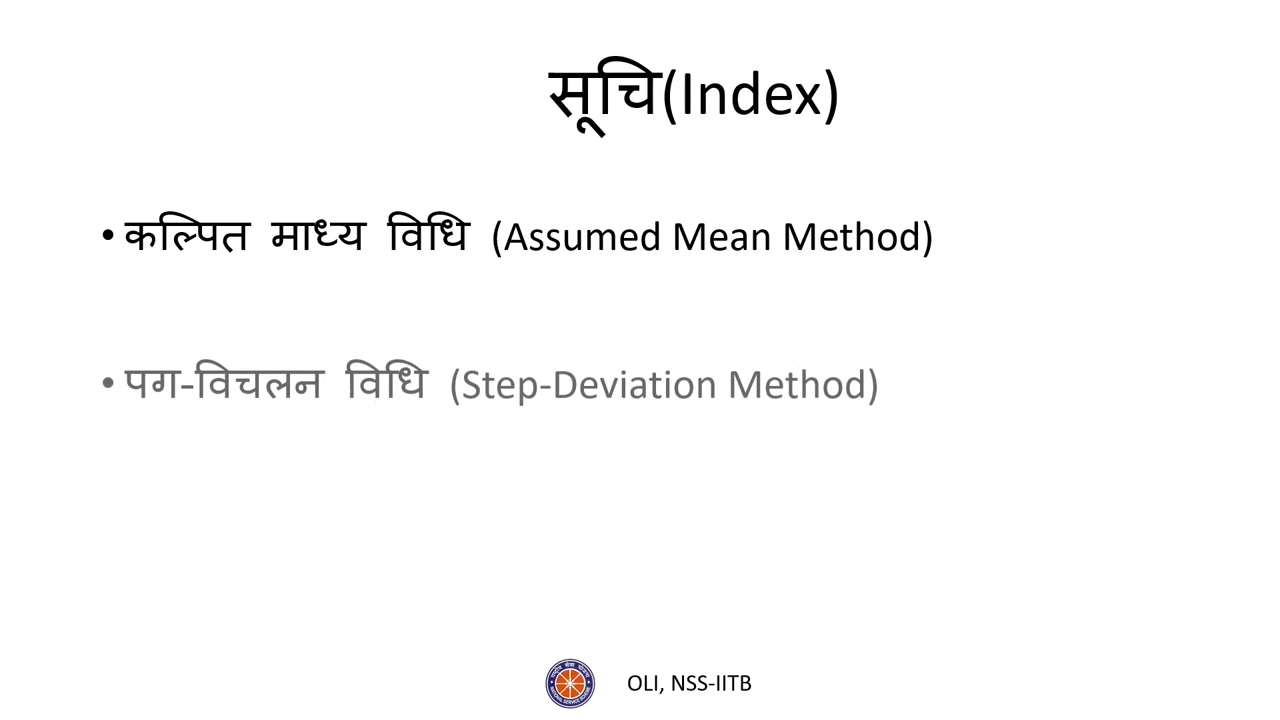 सूचि(Index)
• कल्पित माध्य विधि (Assumed Mean Method)
• पग-विचलन विधि (Step-Deviation Method)
OLI, NSS-IITB